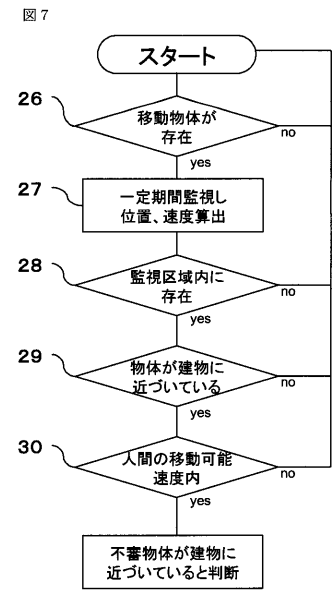 図7
スタート
26
移動物体が
存在
no
yes
27
一定期間監視し
位置、速度算出
28
監視区域内に
存在
no
yes
29
物体が建物に
近づいている
no
yes
30
人間の移動可能
速度内
no
yes
不審物体が建物に
近づいていると判断